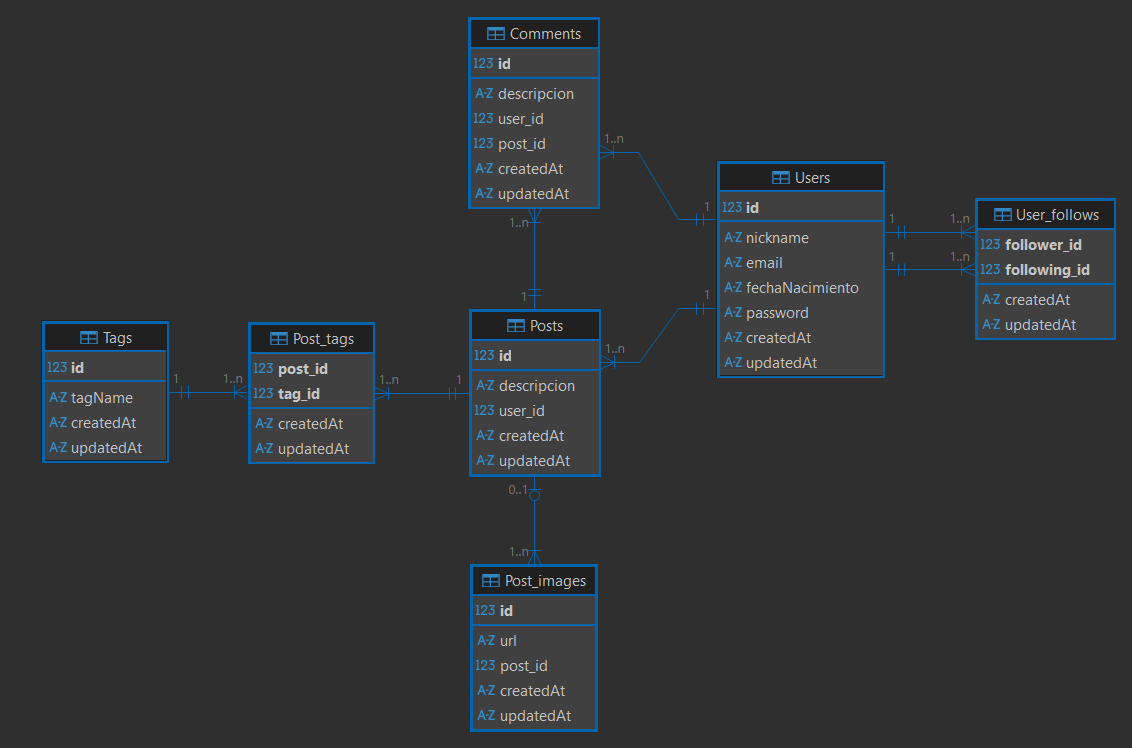 Comments
123 id
A-Z descripcion
123 user_id
123 post_id
A-Z createdAt
A-Z updatedAt
1..n
1
1..n
1
Users
123 id
A-Z nickname
A-Z email
A-Z fechaNacimiento
A-Z password
A-Z createdAt
A-Z updatedAt
1
1..n
1
1..n
User_follows
123 follower_id
123 following_id
A-Z createdAt
A-Z updatedAt
Tags
123 id
A-Z tagName
A-Z createdAt
A-Z updatedAt
1
1..n
Post_tags
123 post_id
123 tag_id
A-Z createdAt
A-Z updatedAt
1..n
1
Posts
123 id
A-Z descripcion
123 user_id
A-Z createdAt
A-Z updatedAt
1..n
1
0..1
1..n
Post_images
123 id
A-Z url
123 post_id
A-Z createdAt
A-Z updatedAt